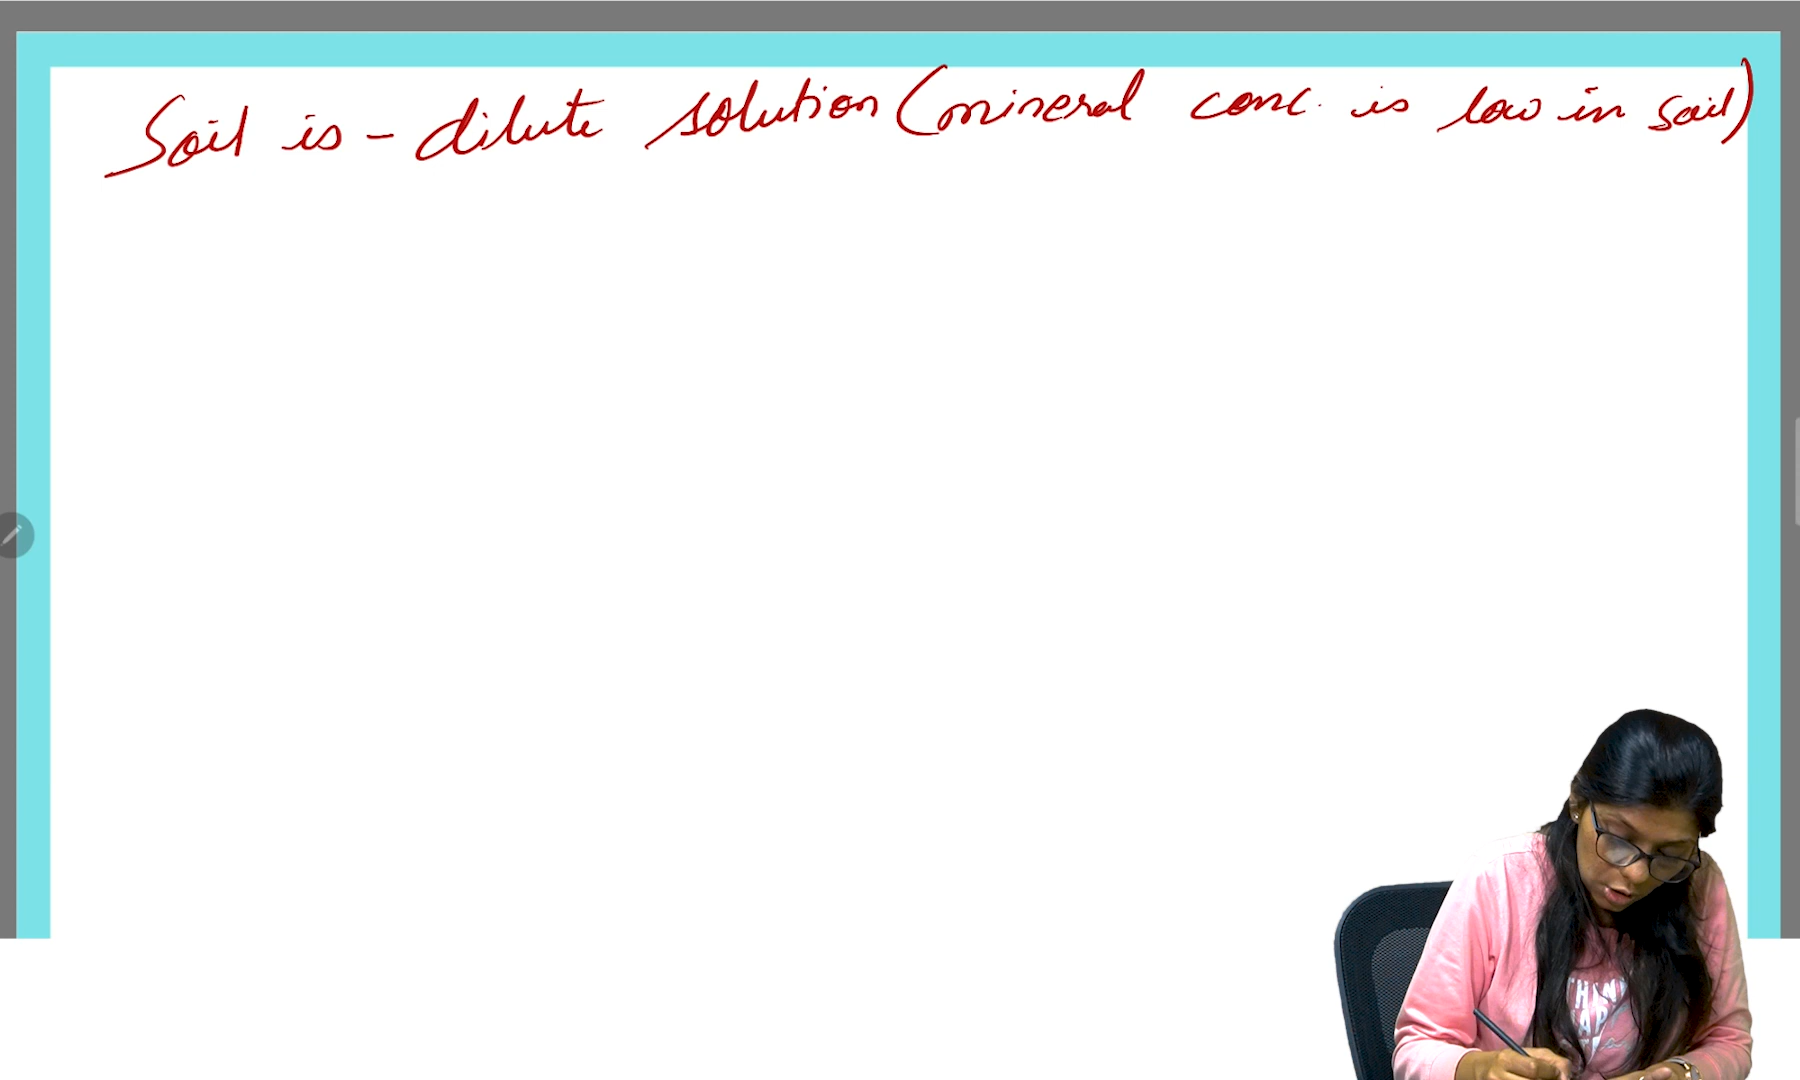 Soil is - dilute solution (mineral conc. is low in soil)